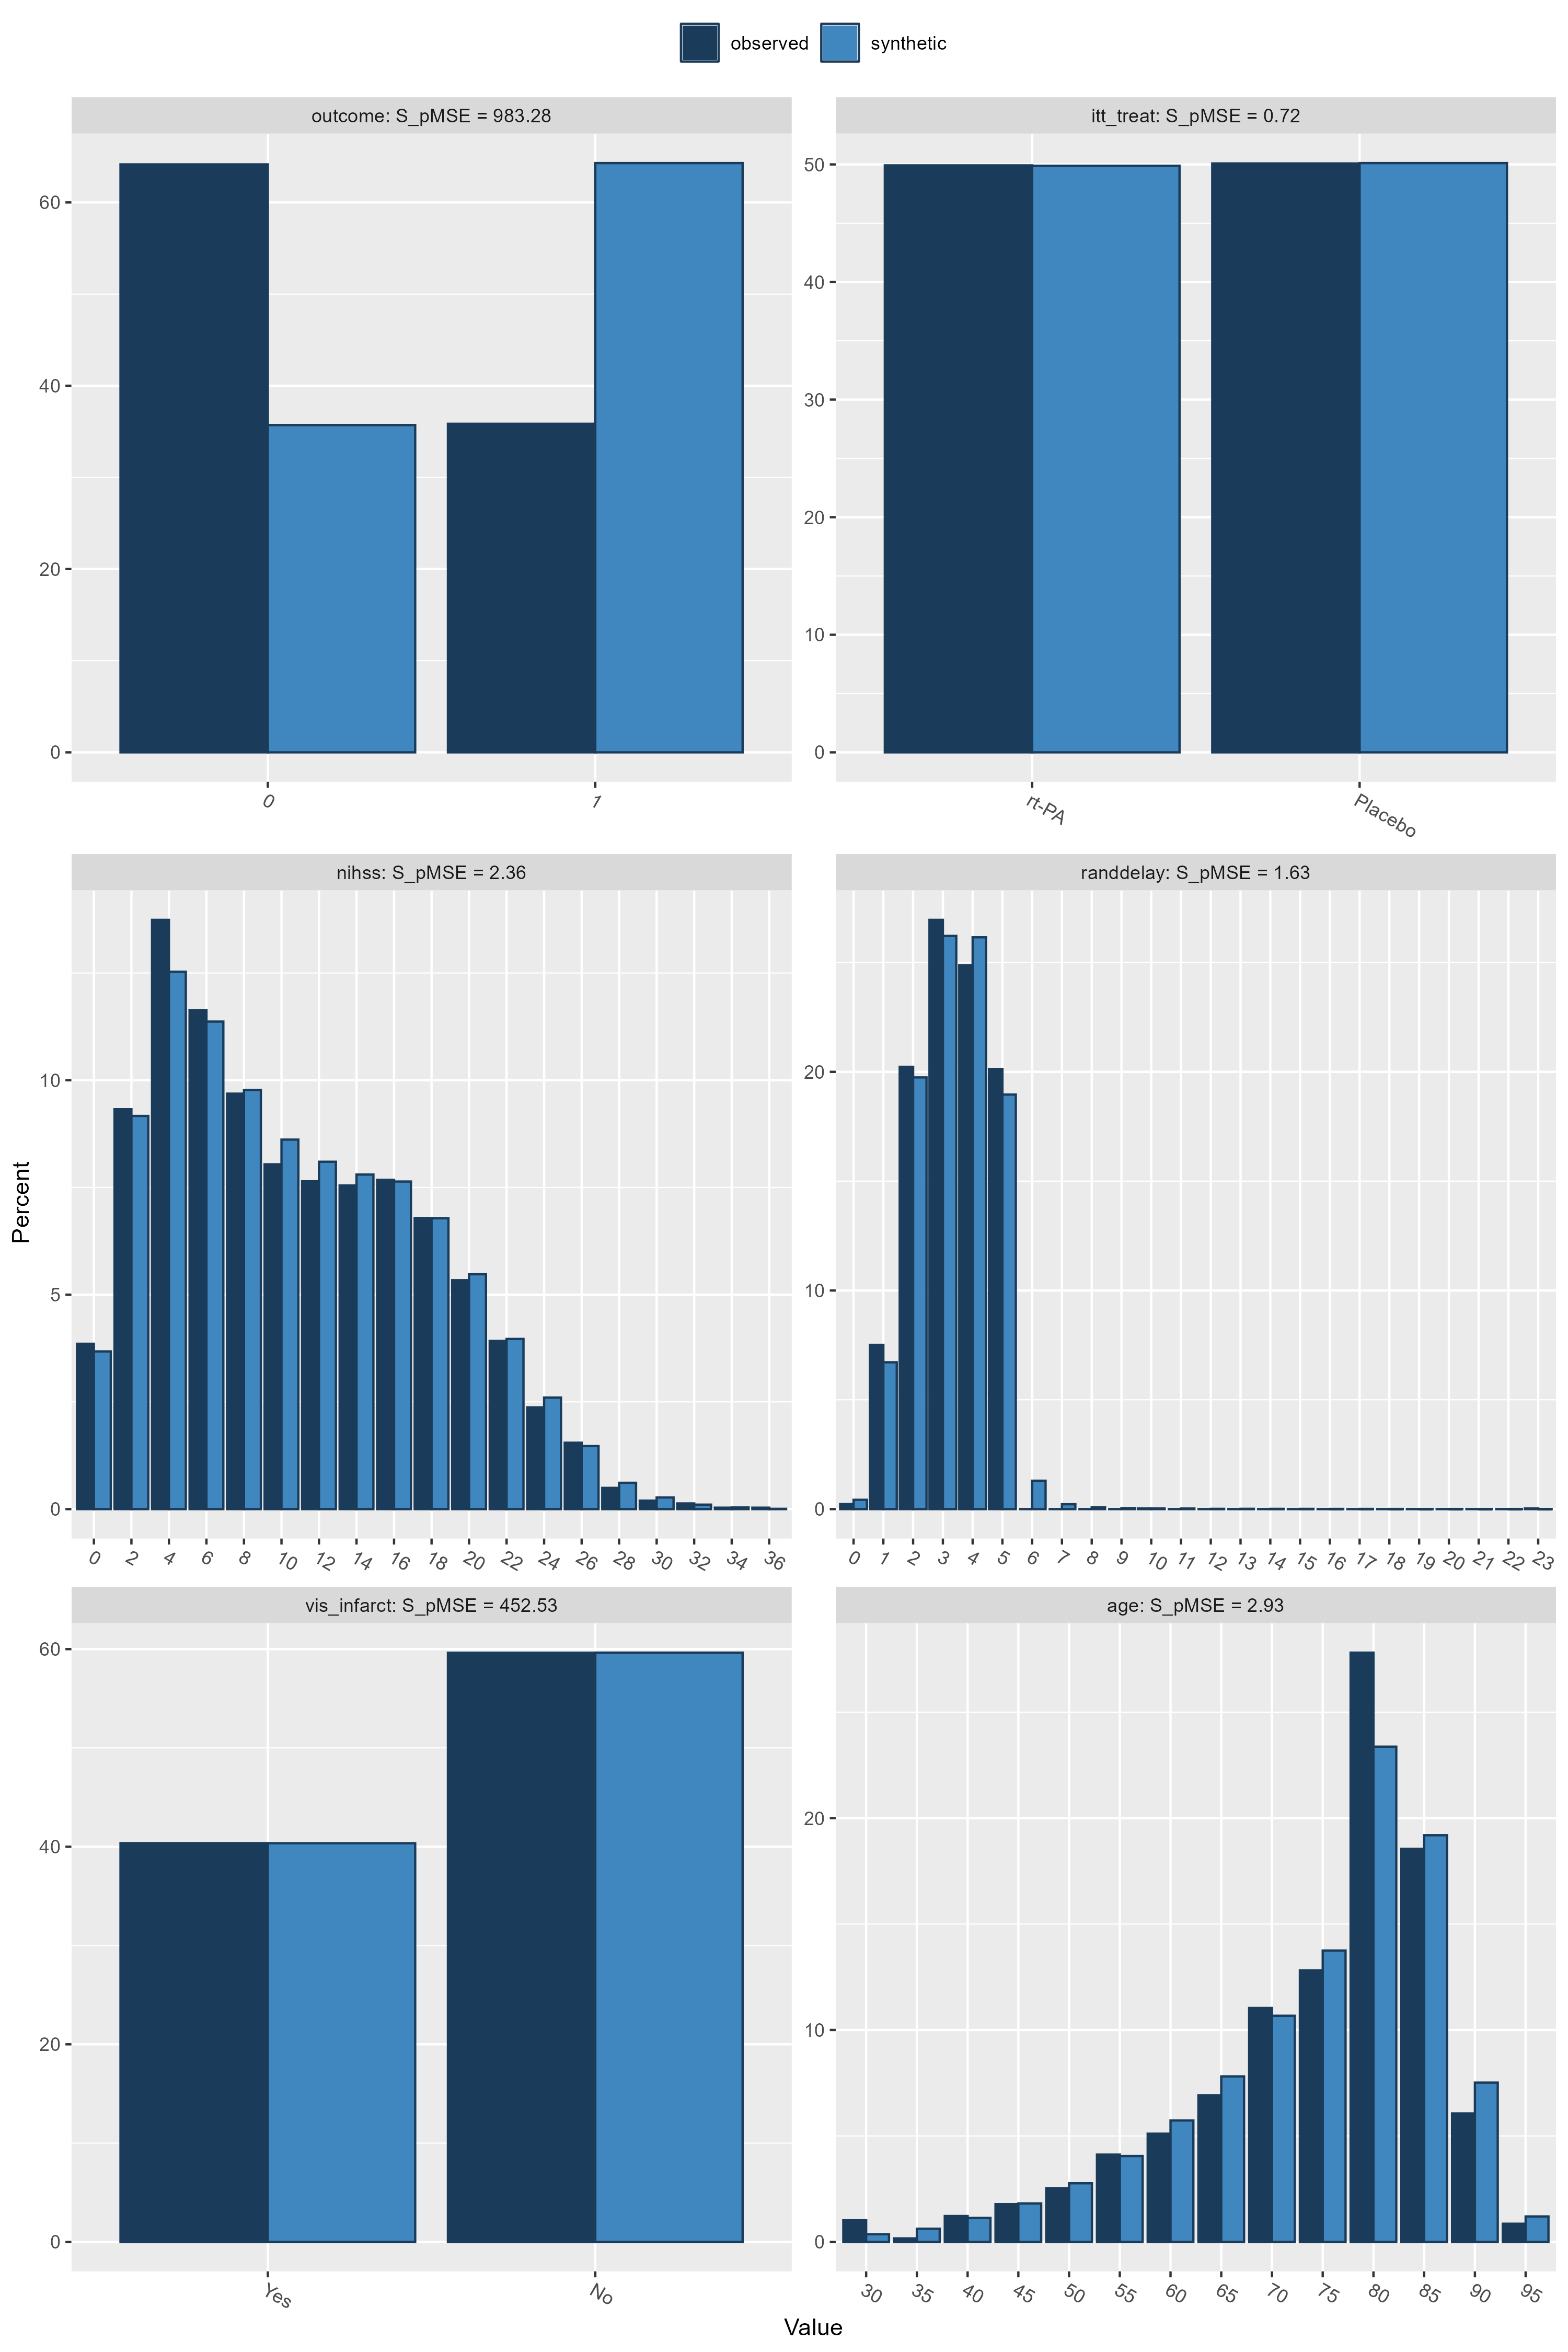 observed synthetic
outcome: S_pMSE = 983.28
60
40
20
0
0 1
itt_treat: S_pMSE = 0.72
50
40
30
20
10
0
rt-PA Placebo
Percent
nihss: S_pMSE = 2.36
10
5
0
0 2 4 6 8 10 12 14 16 18 20 22 24 26 28 30 32 34 36
randdelay: S_pMSE = 1.63
20
10
0
0 1 2 3 4 5 6 7 8 9 10 11 12 13 14 15 16 17 18 19 20 21 22 23
vis_infarct: S_pMSE = 452.53
60
40
20
0
Yes No
age: S_pMSE = 2.93
20
10
0
30 35 40 45 50 55 60 65 70 75 80 85 90 95
Value